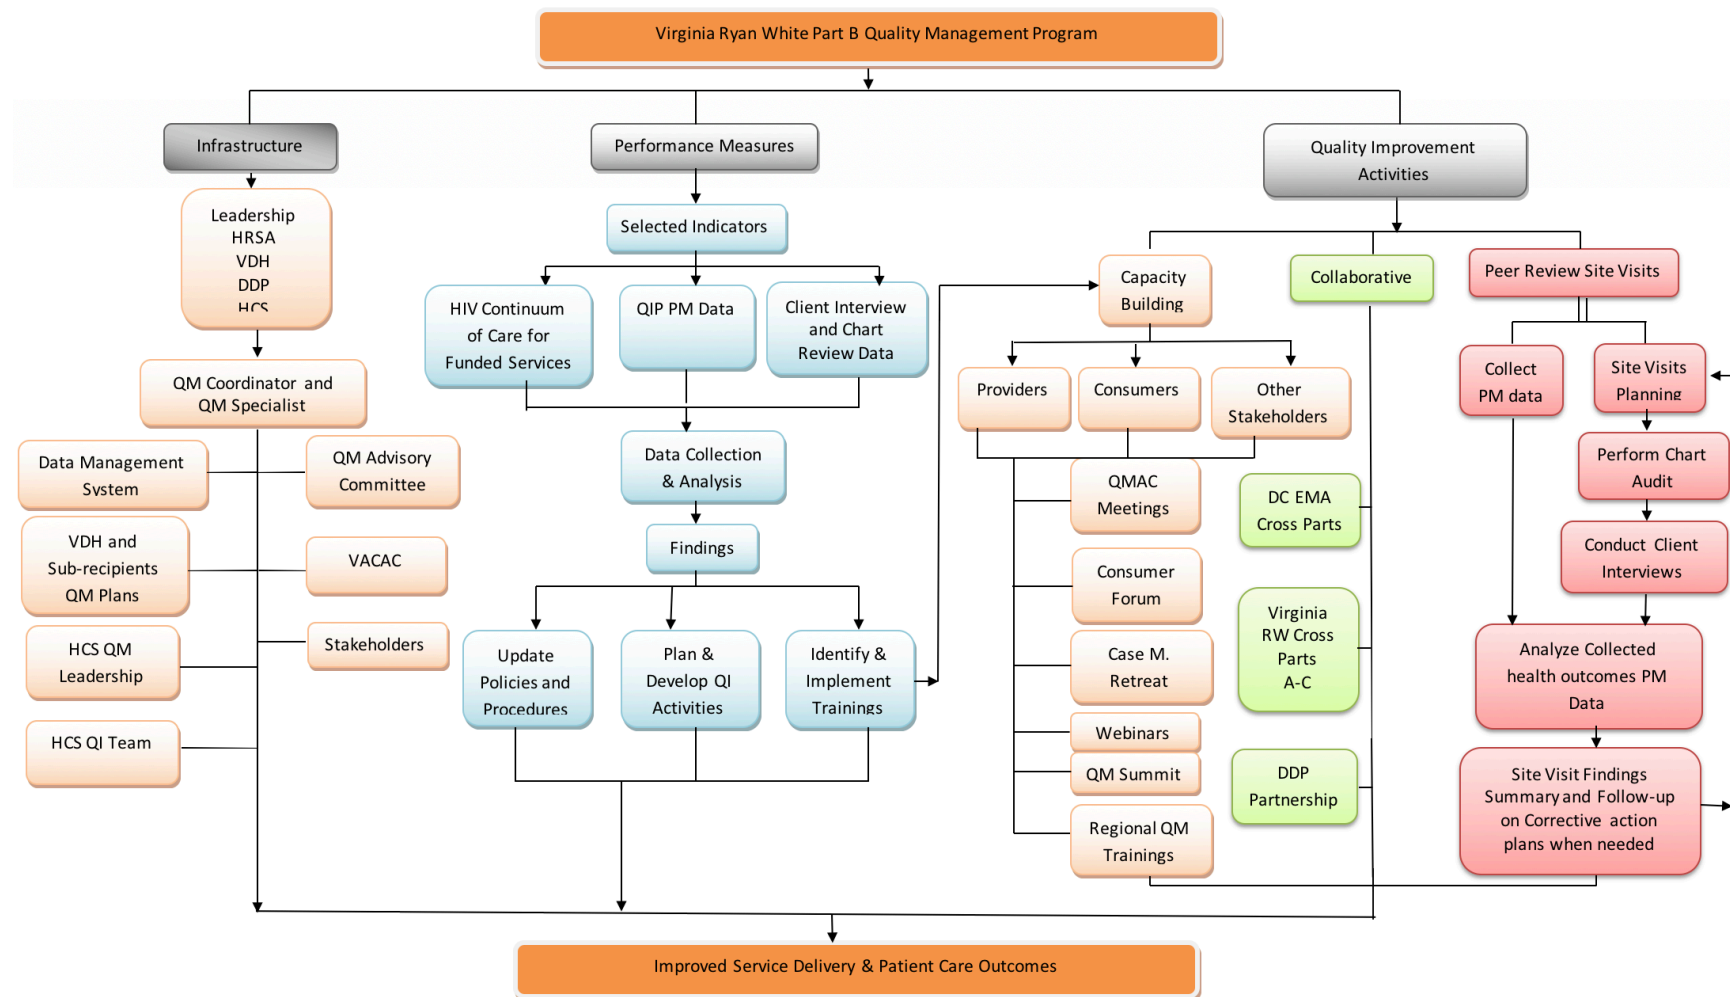 Virginia Ryan White Part B Quality Management Program
Infrastructure
Performance Measures
Quality Improvement
Activities
Leadership
HRSA
VDH
DDP
HCS
QM Coordinator and
QM Specialist
Data Management
System
QM Advisory
Committee
VDH and
Sub-recipients
QM Plans
VACAC
HCS QM
Leadership
Stakeholders
HCS QI Team
Selected Indicators
HIV Continuum
of Care for
Funded Services
QIP PM Data
Client Interview
and Chart
Review Data
Data Collection
& Analysis
Findings
Update
Policies and
Procedures
Plan &
Develop QI
Activities
Identify &
Implement
Trainings
Capacity
Building
Providers
Consumers
Other
Stakeholders
QMAC
Meetings
Consumer
Forum
Case M.
Retreat
Webinars
QM Summit
Regional QM
Trainings
Collaborative
DC EMA
Cross Parts
Virginia
RW Cross
Parts
A-C
DDP
Partnership
Peer Review Site Visits
Collect
PM data
Site Visits
Planning
Perform Chart
Audit
Conduct Client
Interviews
Analyze Collected
health outcomes PM
Data
Site Visit Findings
Summary and Follow-up
on Corrective action
plans when needed
Improved Service Delivery & Patient Care Outcomes